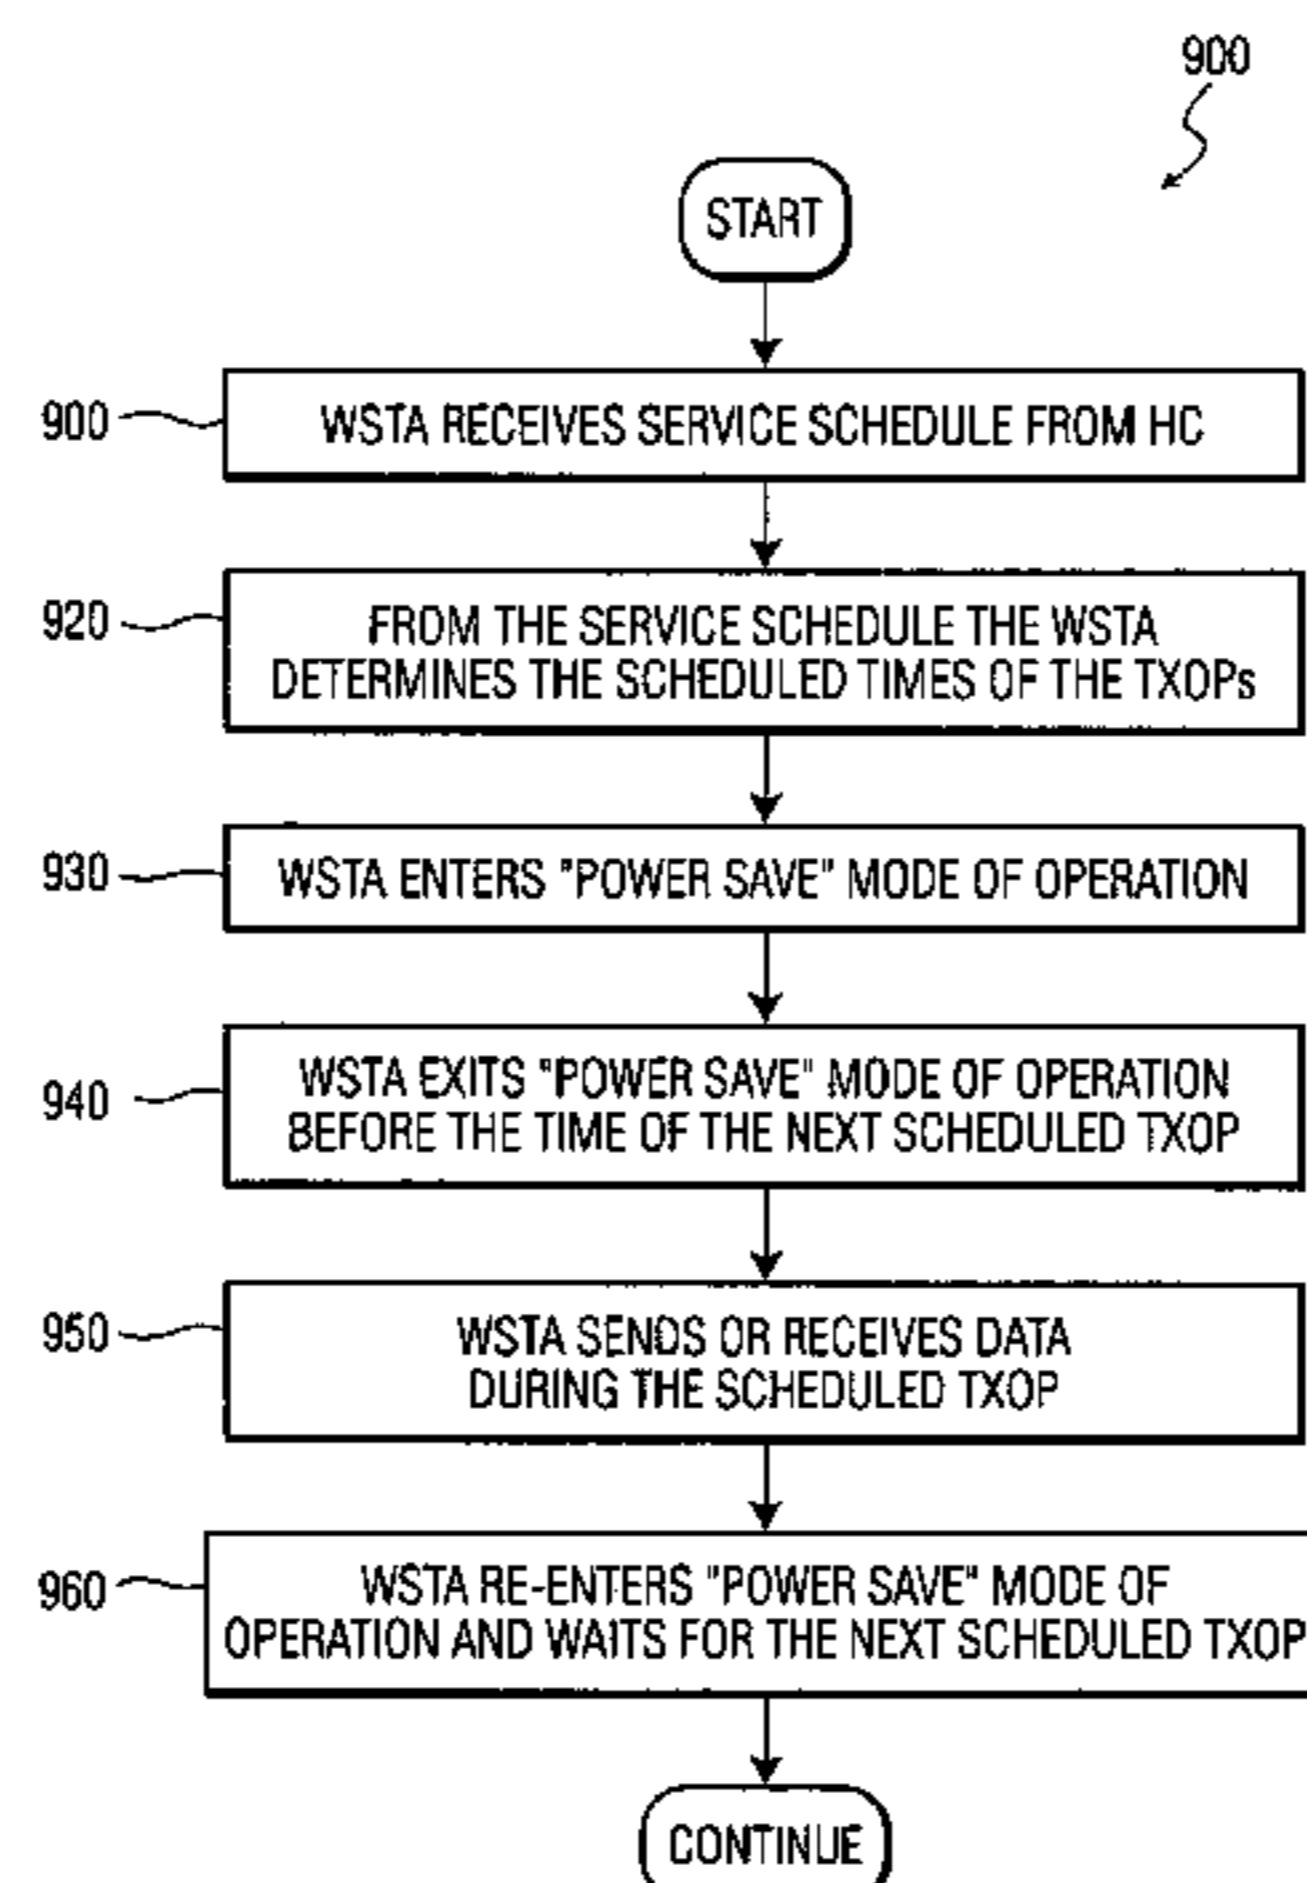 900
START
900
WSTA RECEIVES SERVICE SCHEDULE FROM HC
920
FROM THE SERVICE SCHEDULE THE WSTA
DETERMINES THE SCHEDULED TIMES OF THE TXOPs
930
WSTA ENTERS "POWER SAVE" MODE OF OPERATION
940
WSTA EXITS "POWER SAVE" MODE OF OPERATION
BEFORE THE TIME OF THE NEXT SCHEDULED TXOP
950
WSTA SENDS OR RECEIVES DATA
DURING THE SCHEDULED TXOP
960
WSTA RE-ENTERS "POWER SAVE" MODE OF
OPERATION AND WAITS FOR THE NEXT SCHEDULED TXOP
CONTINUE